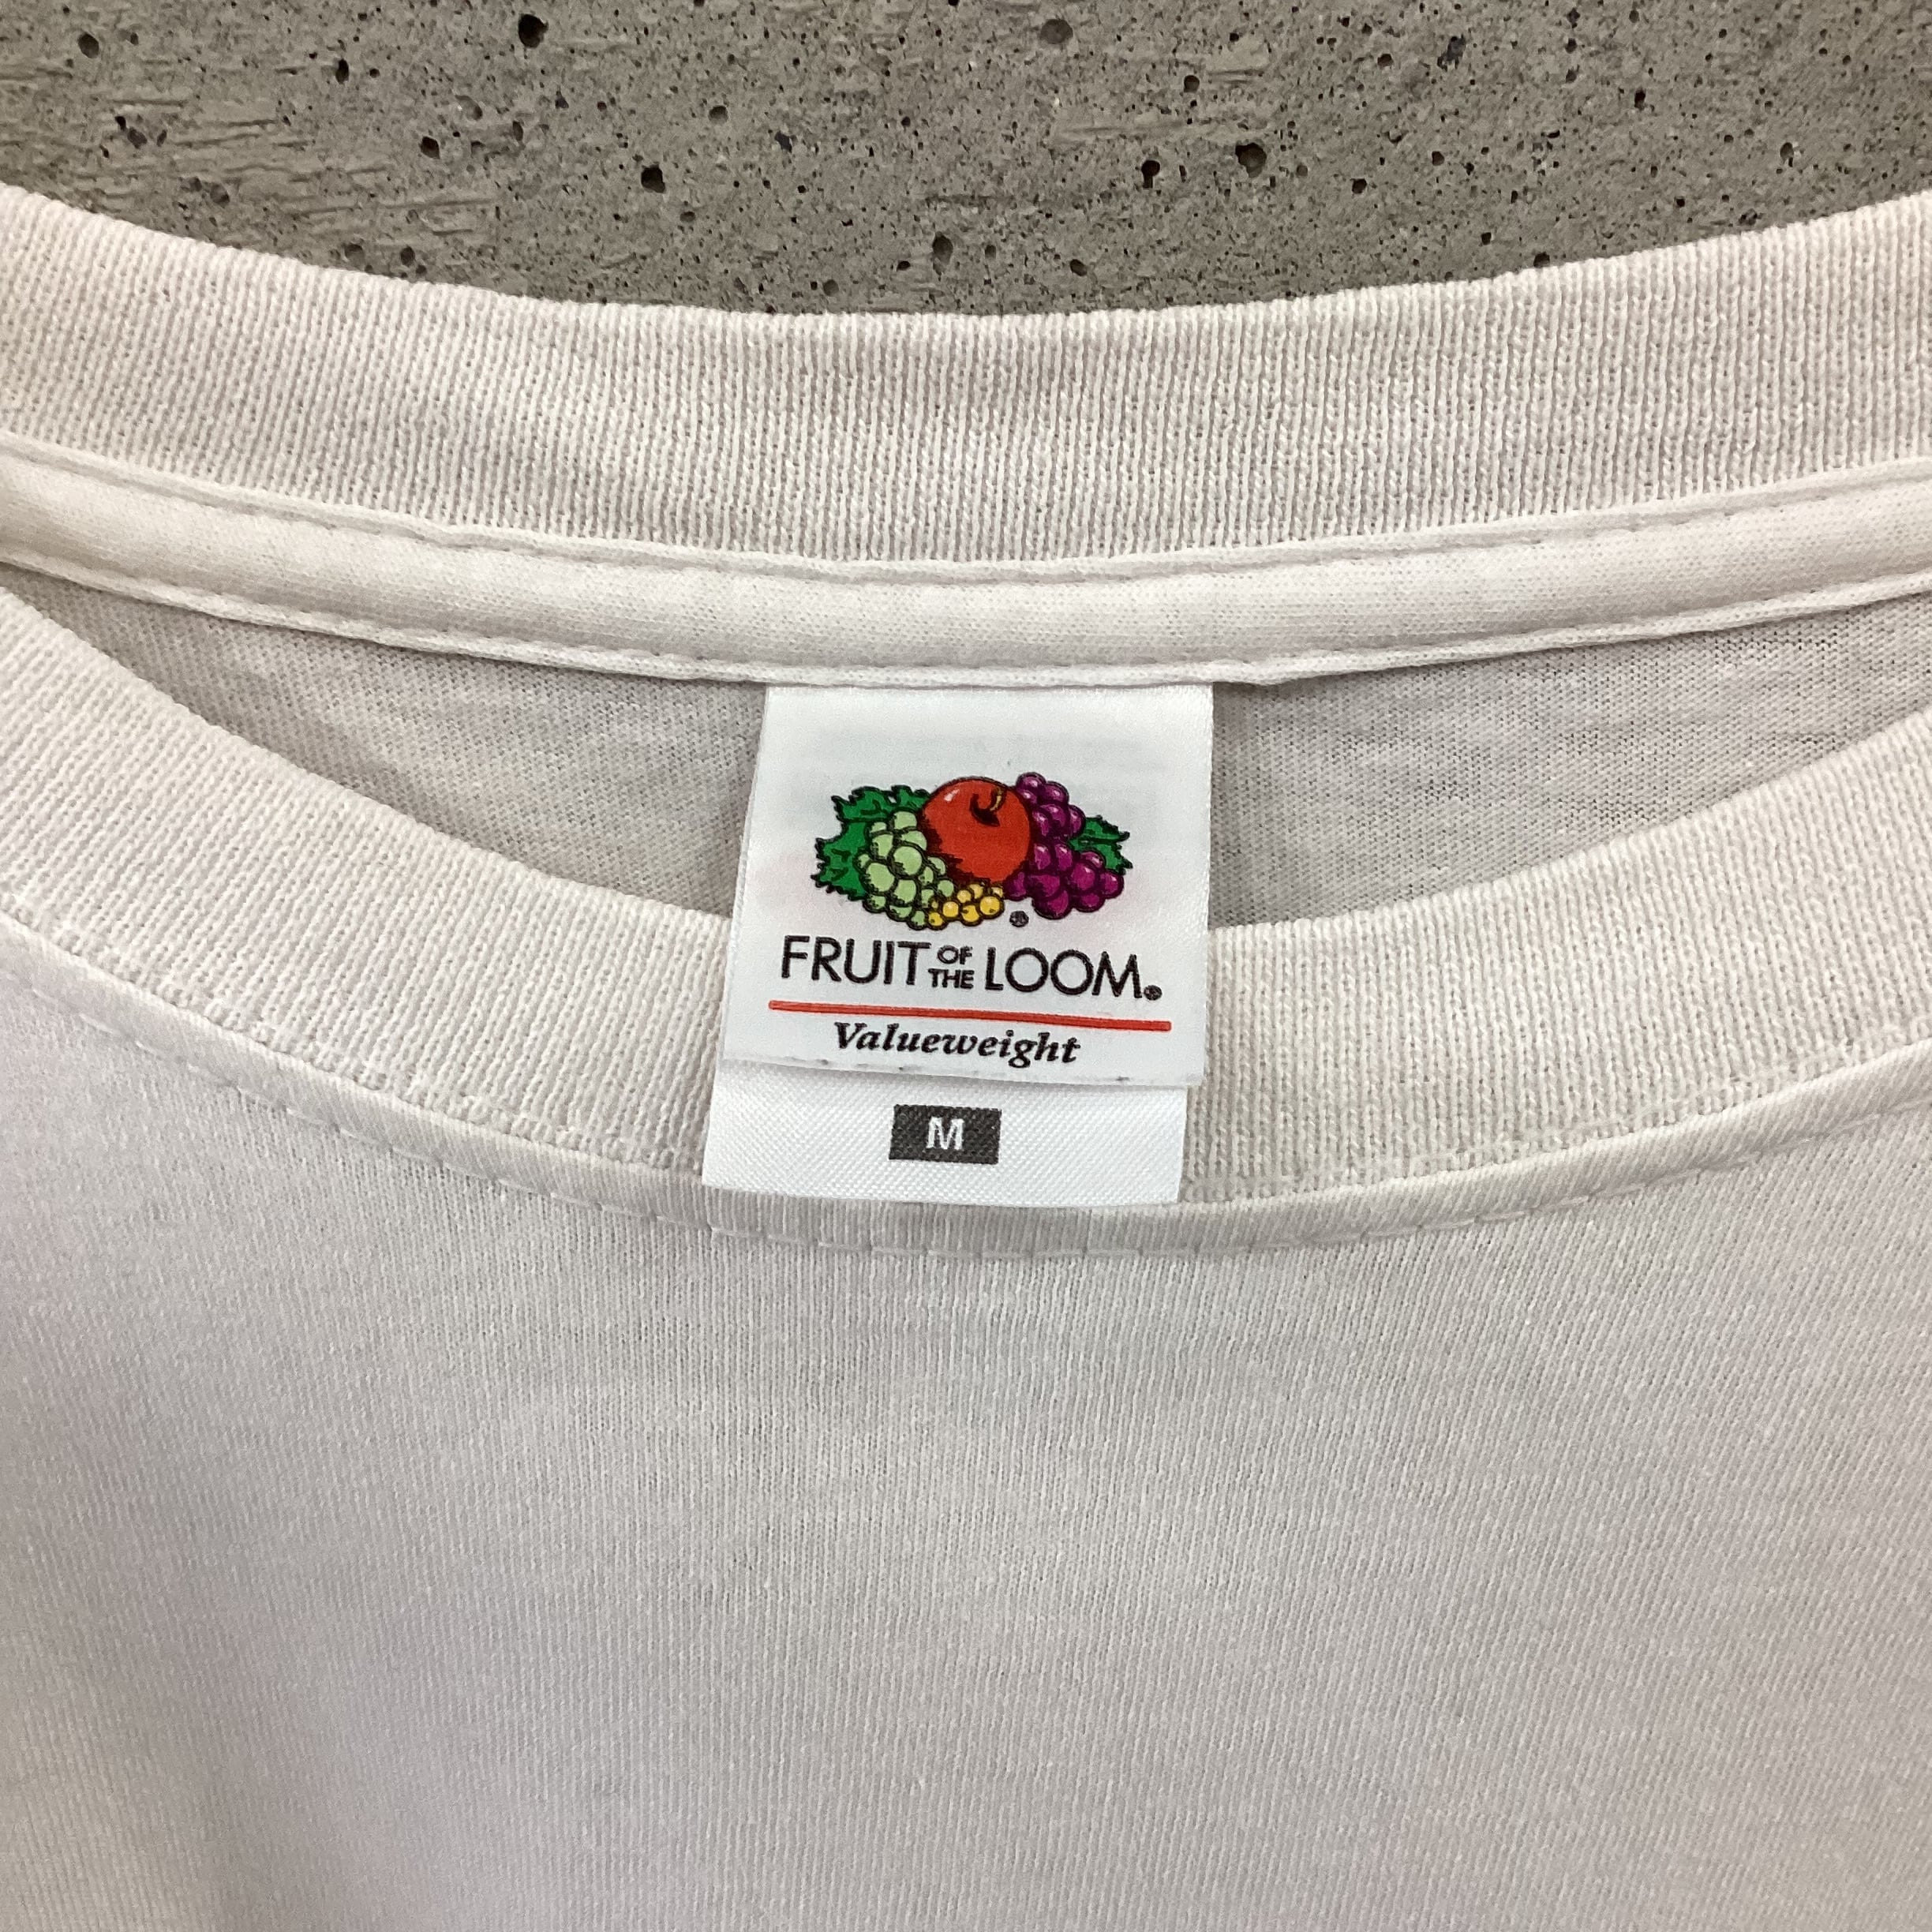 FRUIT OF THE LOOM®
Valueweight
M